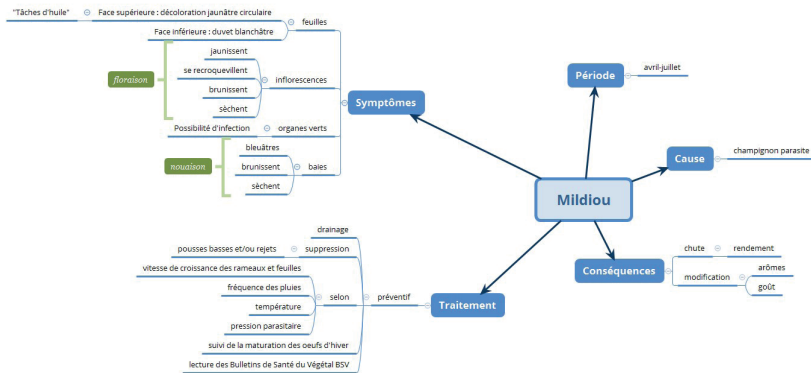 Mildiou
Période
avril-juillet
Cause
champignon parasite
Conséquences
chute
rendement
modification
arômes
goût
Traitement
préventif
drainage
suppression
pousses basses et/ou rejets
selon
vitesse de croissance des rameaux et feuilles
fréquence des pluies
température
pression parasitaire
suivi de la maturation des oeufs d'hiver
lecture des Bulletins de Santé du Végétal BSV
Symptômes
feuilles
Face supérieure : décoloration jaunâtre circulaire
"Tâches d'huile"
Face inférieure : duvet blanchâtre
inflorescences
jaunissent
se recroquevillent
brunissent
sèchent
floraison
organes verts
Possibilité d'infection
baies
bleuâtres
brunissent
sèchent
nouaison